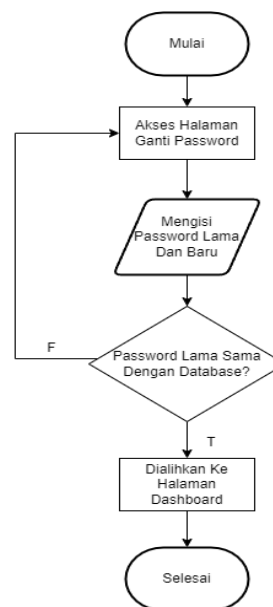 Mulai
Akses Halaman
Ganti Password
Mengisi
Password Lama
Dan Baru
Password Lama Sama
Dengan Database?
F
T
Dialihkan Ke
Halaman
Dashboard
Selesai